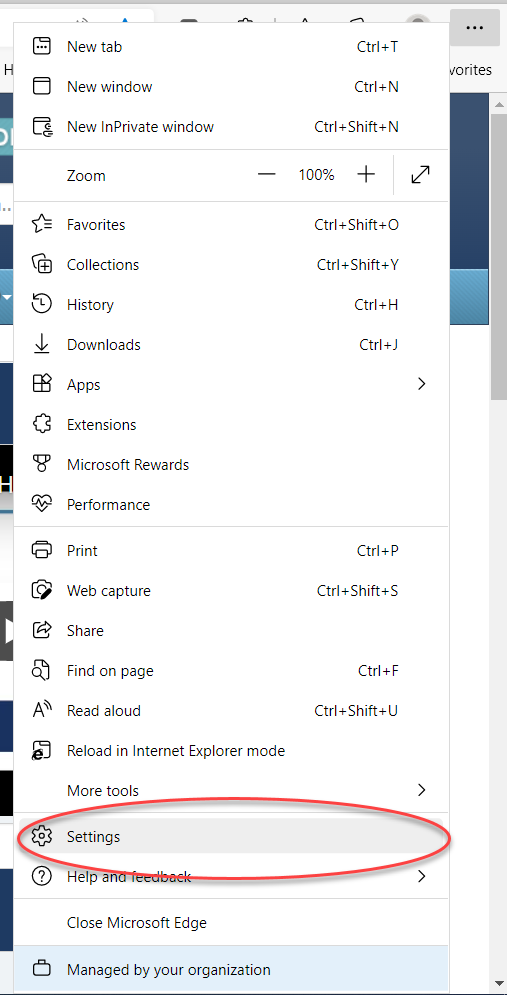 vorites
New tab Ctrl+T
New window Ctrl+N
New InPrivate window Ctrl+Shift+N
Zoom — 100% +
Favorites Ctrl+Shift+O
Collections Ctrl+Shift+Y
History Ctrl+H
Downloads Ctrl+J
Apps
Extensions
Microsoft Rewards
Performance
Print Ctrl+P
Web capture Ctrl+Shift+S
Share
Find on page Ctrl+F
Read aloud Ctrl+Shift+U
Reload in Internet Explorer mode
More tools
Settings
Help and feedback
Close Microsoft Edge
Managed by your organization